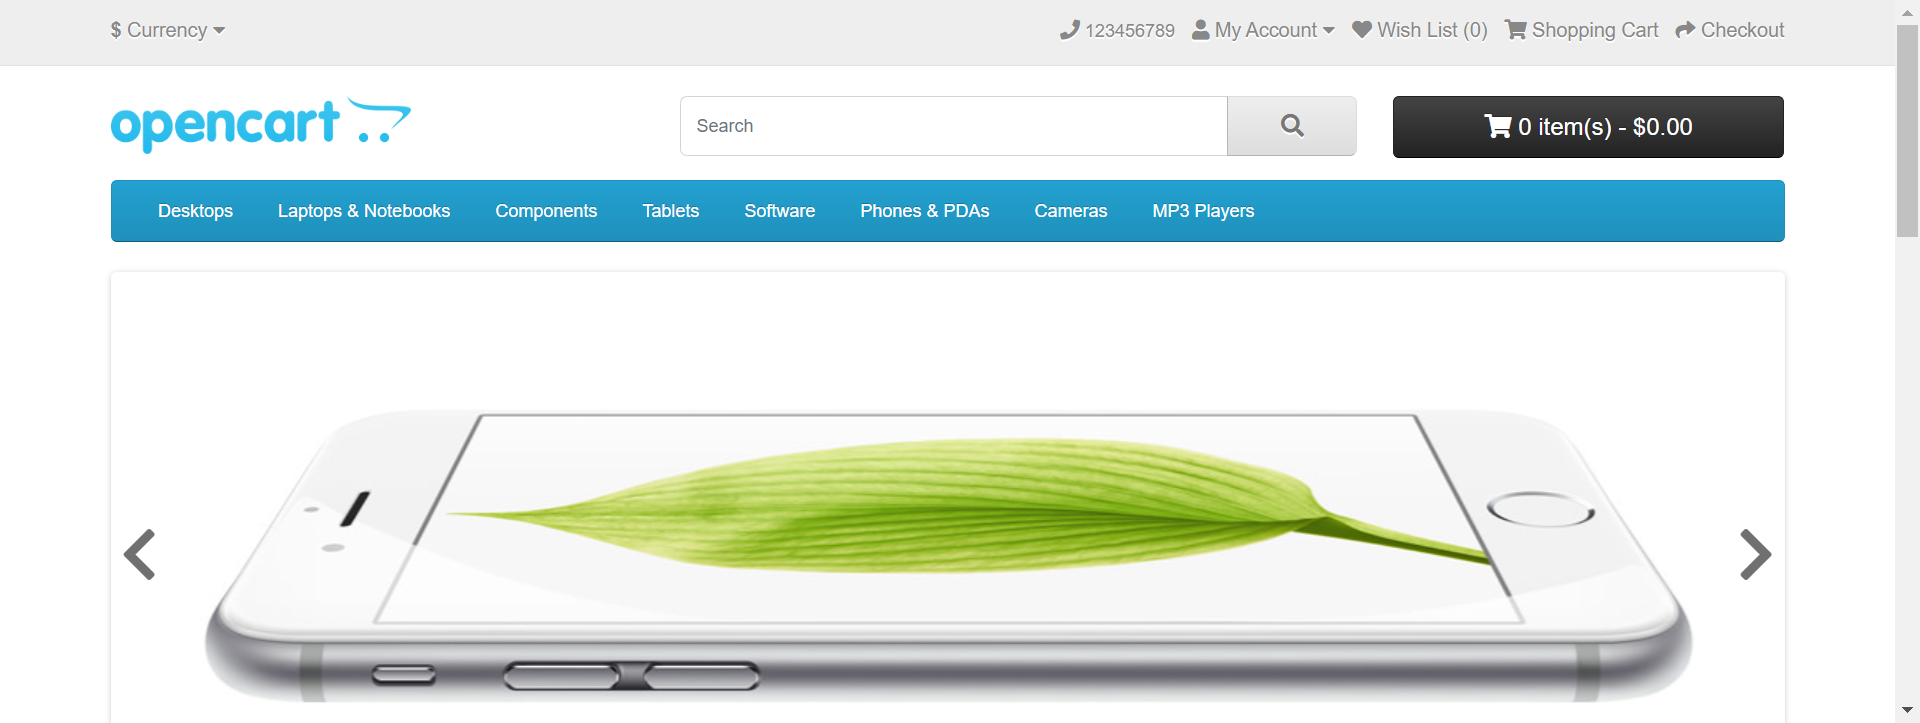 $ Currency 123456789 My Account Wish List (0) Shopping Cart Checkout
opencart Search 0 item(s) - $0.00
Desktops Laptops & Notebooks Components Tablets Software Phones & PDAs Cameras MP3 Players